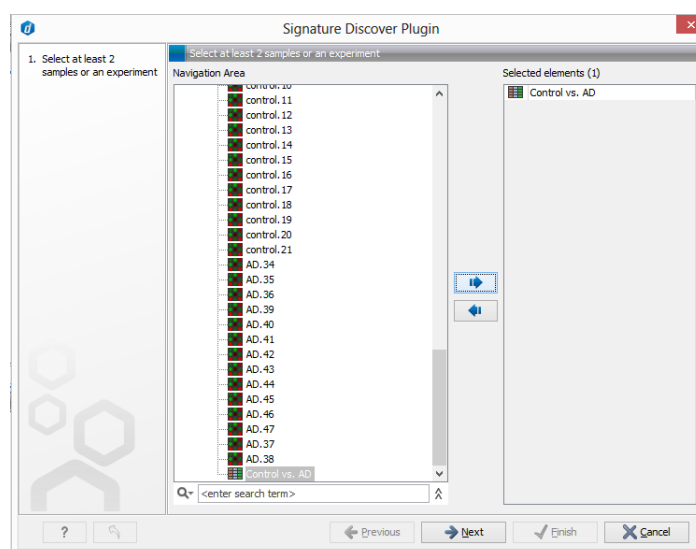 Signature Discover Plugin
1. Select at least 2
samples or an experiment
Select at least 2 samples or an experiment
Navigation Area
control.10
control.11
control.12
control.13
control.14
control.15
control.16
control.17
control.18
control.19
control.20
control.21
AD.34
AD.35
AD.36
AD.39
AD.40
AD.41
AD.42
AD.43
AD.44
AD.45
AD.46
AD.47
AD.37
AD.38
Control vs. AD
<enter search term>
Selected elements (1)
Control vs. AD
?
Previous
Next
Finish
Cancel